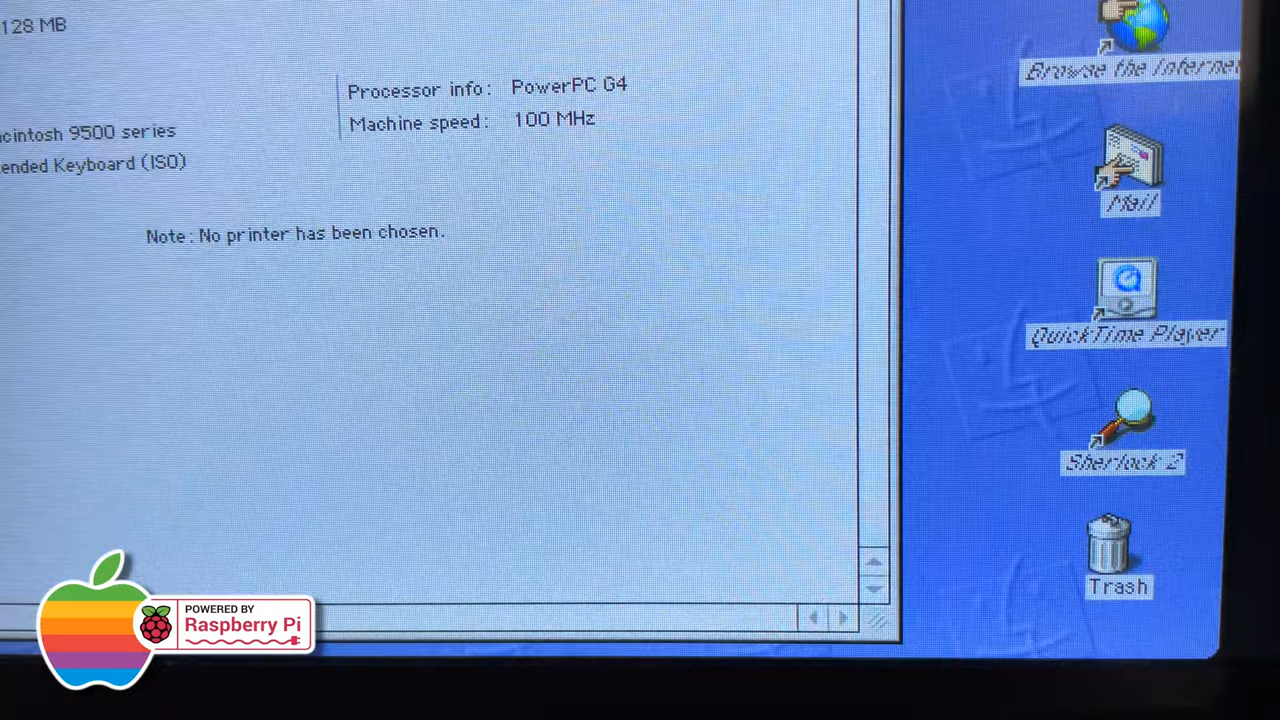 128 MB
Processor info: PowerPC G4
Machine speed: 100 MHz
acintosh 9500 series
ended Keyboard (ISO)
Note: No printer has been chosen.
Browse the Internet
Mail
QuickTime Player
Sherlock 2
Trash
POWERED BY
Raspberry Pi